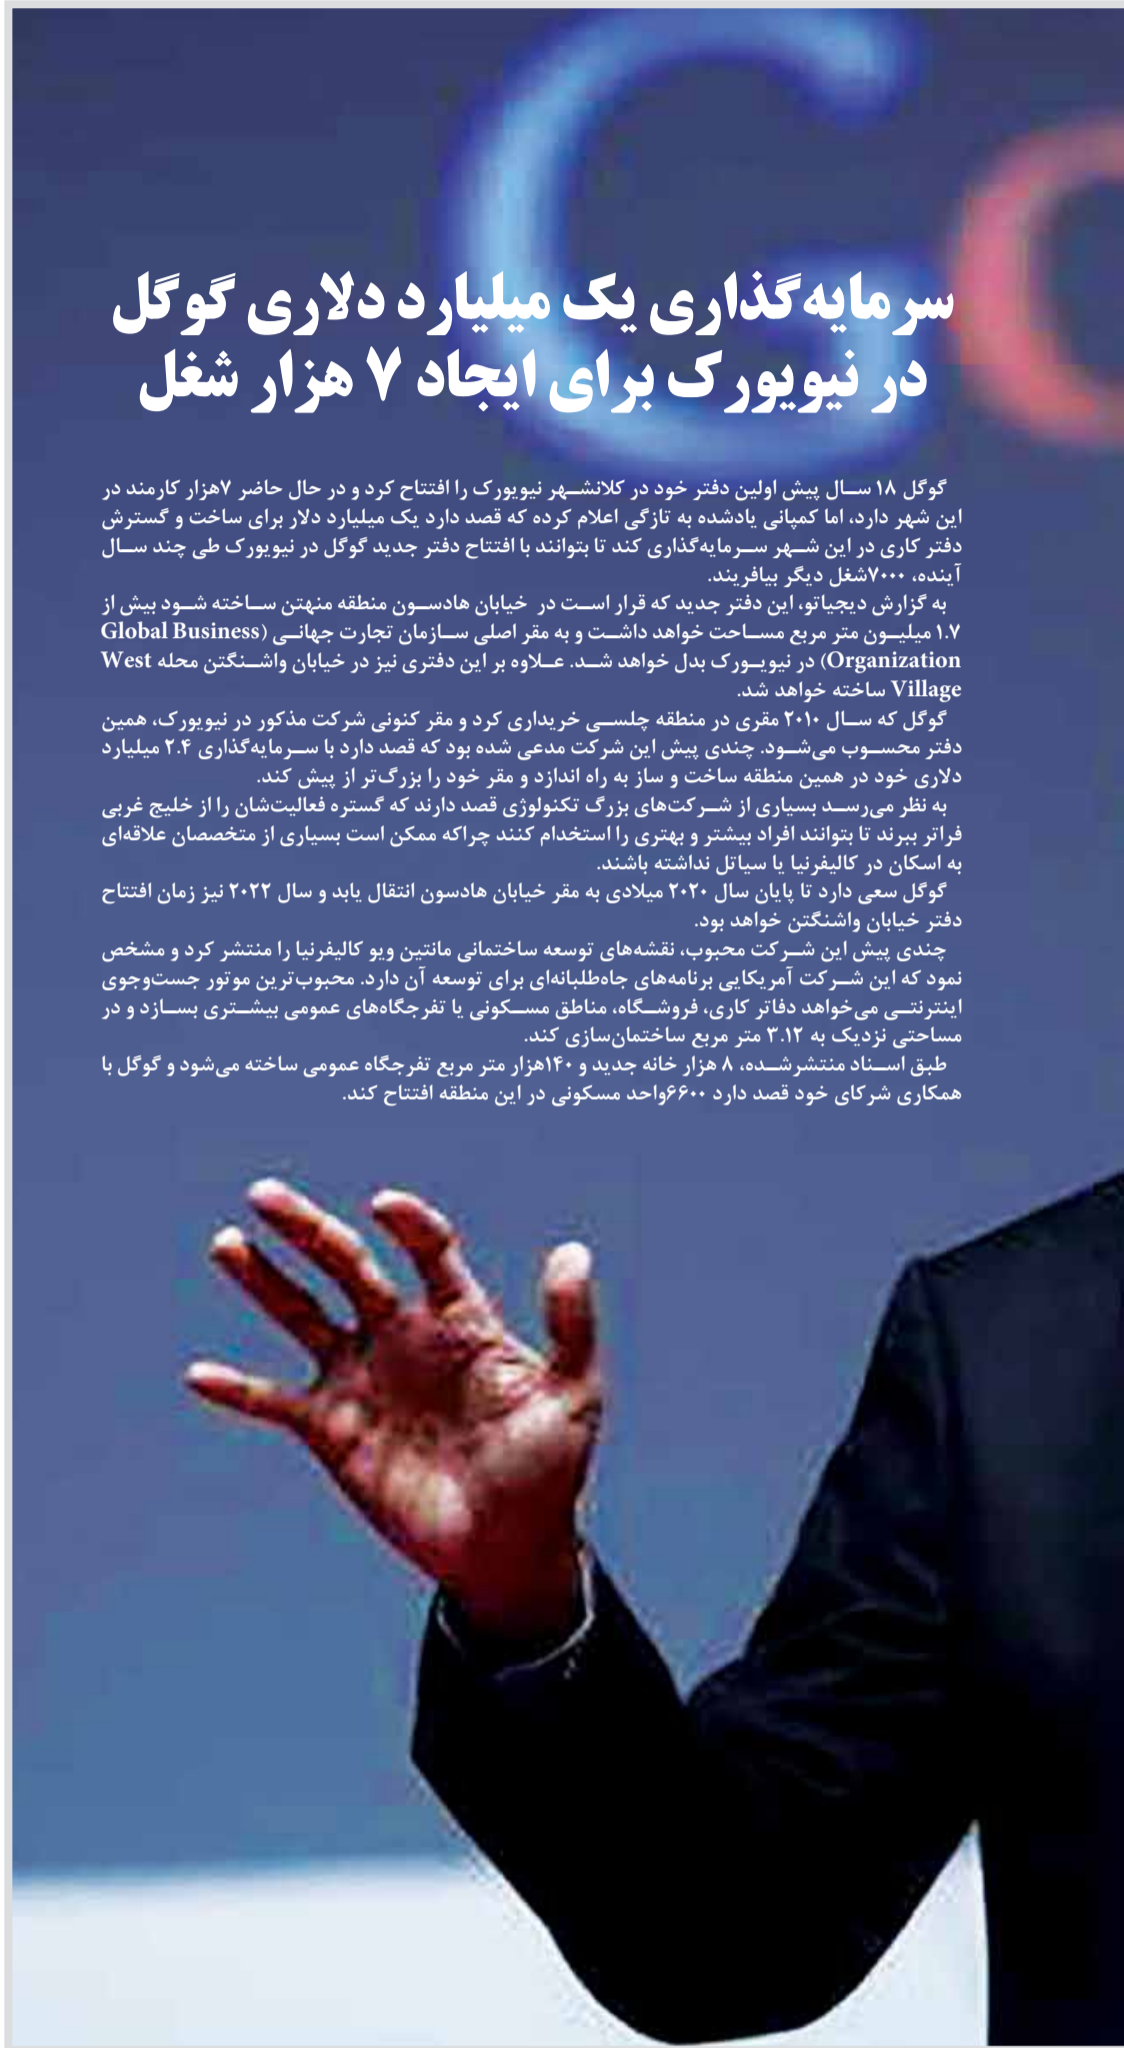 Go
سرمایه‌گذاری یک میلیارد دلاری گوگل
در نیویورک برای ایجاد ۷ هزار شغل
گوگل ۱۸ سال پیش اولین دفتر خود در کلانشهر نیویورک را افتتاح کرد و در حال حاضر ۷هزار کارمند در
این شهر دارد، اما کمپانی یادشده به تازگی اعلام کرده که قصد دارد یک میلیارد دلار برای ساخت و گسترش
دفتر کاری در این شهر سرمایه‌گذاری کند تا بتوانند با افتتاح دفتر جدید گوگل در نیویورک طی چند سال
آینده، ۷۰۰۰شغل دیگر بیافریند.
به گزارش دیجیاتو، این دفتر جدید که قرار است در خیابان هادسون منطقه منهتن ساخته شود بیش از
۱.۷ میلیون متر مربع مساحت خواهد داشت و به مقر اصلی سازمان تجارت جهانی (Global Business
Organization) در نیویورک بدل خواهد شد. علاوه بر این دفتری نیز در خیابان واشنگتن محله West
Village ساخته خواهد شد.
گوگل که سال ۲۰۱۰ مقری در منطقه چلسی خریداری کرد و مقر کنونی شرکت مذکور در نیویورک، همین
دفتر محسوب می‌شود. چندی پیش این شرکت مدعی شده بود که قصد دارد با سرمایه‌گذاری ۲.۴ میلیارد
دلاری خود در همین منطقه ساخت و ساز به راه اندازد و مقر خود را بزرگ‌تر از پیش کند.
به نظر می‌رسد بسیاری از شرکت‌های بزرگ تکنولوژی قصد دارند که گستره فعالیت‌شان را از خلیج غربی
فراتر ببرند تا بتوانند افراد بیشتر و بهتری را استخدام کنند چراکه ممکن است بسیاری از متخصصان علاقه‌ای
به اسکان در کالیفرنیا یا سیاتل نداشته باشند.
گوگل سعی دارد تا پایان سال ۲۰۲۰ میلادی به مقر خیابان هادسون انتقال یابد و سال ۲۰۲۲ نیز زمان افتتاح
دفتر خیابان واشنگتن خواهد بود.
چندی پیش این شرکت محبوب، نقشه‌های توسعه ساختمانی مانتین ویو کالیفرنیا را منتشر کرد و مشخص
نمود که این شرکت آمریکایی برنامه‌های جاه‌طلبانه‌ای برای توسعه آن دارد. محبوب‌ترین موتور جست‌وجوی
اینترنتی می‌خواهد دفاتر کاری، فروشگاه، مناطق مسکونی یا تفرجگاه‌های عمومی بیشتری بسازد و در
مساحتی نزدیک به ۳.۱۲ متر مربع ساختمان‌سازی کند.
طبق اسناد منتشرشده، ۸ هزار خانه جدید و ۱۴۰هزار متر مربع تفرجگاه عمومی ساخته می‌شود و گوگل با
همکاری شرکای خود قصد دارد ۶۶۰۰واحد مسکونی در این منطقه افتتاح کند.